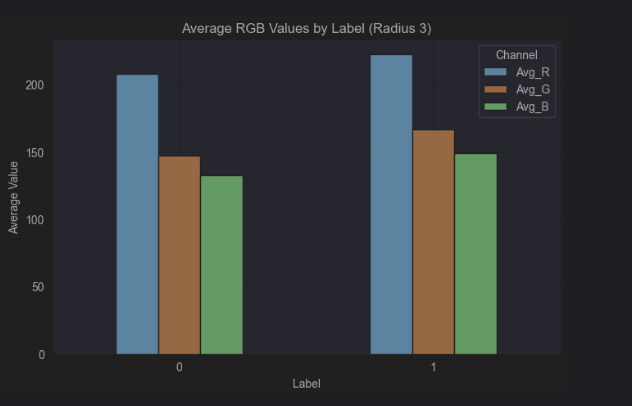 Average RGB Values by Label (Radius 3)
Channel
Avg_R
Avg_G
Avg_B
Average Value
200
150
100
50
0
0
1
Label